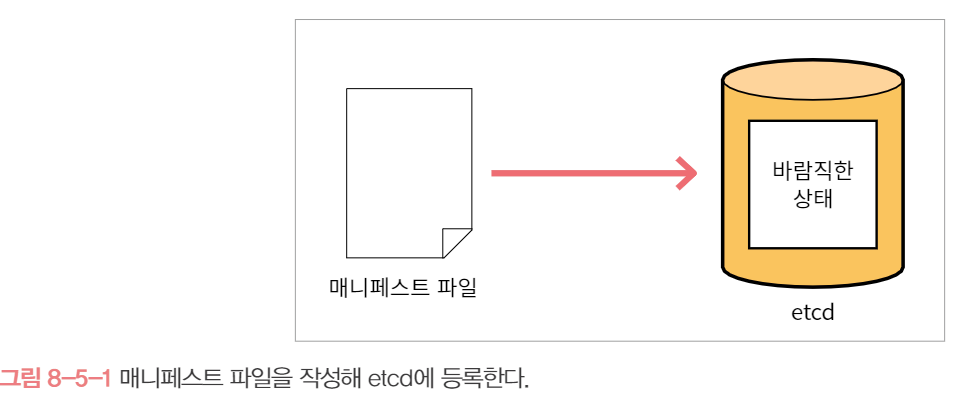 바람직한
상태
매니페스트 파일
etcd
그림 8-5-1 매니페스트 파일을 작성해 etcd에 등록한다.